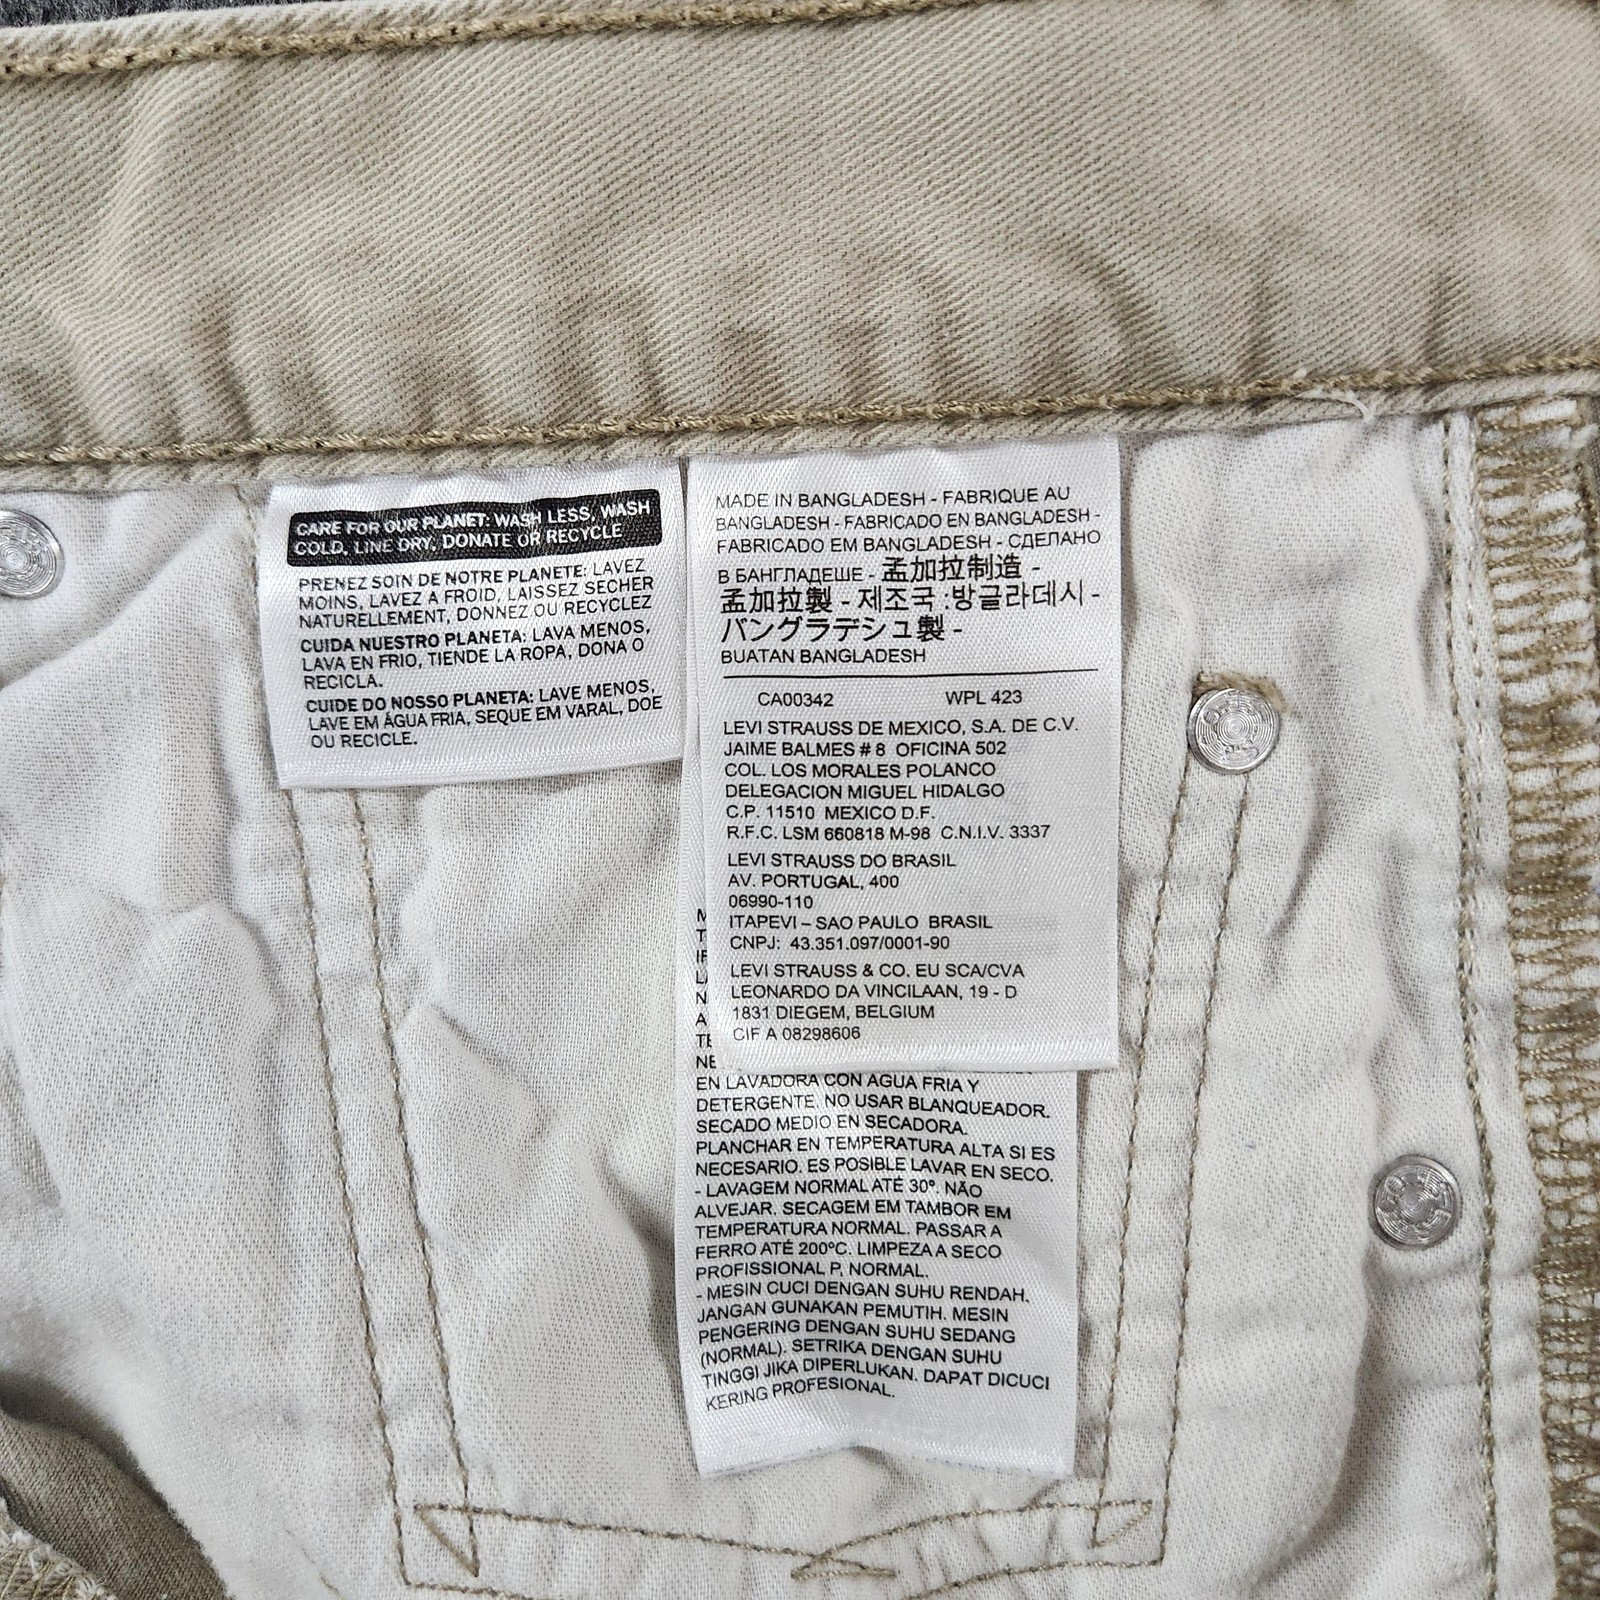 CARE FOR OUR PLANET: WASH LESS, WASH
COLD, LINE DRY, DONATE OR RECYCLE
PRENEZ SOIN DE NOTRE PLANETE: LAVEZ
MOINS, LAVEZ A FROID, LAISSEZ SECHER
NATURELLEMENT, DONNEZ OU RECYCLEZ
CUIDA NUESTRO PLANETA: LAVA MENOS,
LAVA EN FRIO, TIENDE LA ROPA, DONA O
RECICLA.
CUIDE DO NOSSO PLANETA: LAVE MENOS,
LAVE EM ÁGUA FRIA, SEQUE EM VARAL, DOE
OU RECICLE.
MADE IN BANGLADESH - FABRIQUE AU
BANGLADESH - FABRICADO EN BANGLADESH -
FABRICADO EM BANGLADESH - СДЕЛАНО
В БАНГЛАДЕШЕ - 孟加拉制造 -
孟加拉製 - 제조국 :방글라데시 -
バングラデシュ製 -
BUATAN BANGLADESH
CA00342 WPL 423
LEVI STRAUSS DE MEXICO, S.A. DE C.V.
JAIME BALMES # 8 OFICINA 502
COL. LOS MORALES POLANCO
DELEGACION MIGUEL HIDALGO
C.P. 11510 MEXICO D.F.
R.F.C. LSM 660818 M-98 C.N.I.V. 3337
LEVI STRAUSS DO BRASIL
AV. PORTUGAL, 400
06990-110
ITAPEVI – SAO PAULO BRASIL
CNPJ: 43.351.097/0001-90
LEVI STRAUSS & CO. EU SCA/CVA
LEONARDO DA VINCILAAN, 19 - D
1831 DIEGEM, BELGIUM
CIF A 08298606
EN LAVADORA CON AGUA FRIA Y
DETERGENTE. NO USAR BLANQUEADOR.
SECADO MEDIO EN SECADORA.
PLANCHAR EN TEMPERATURA ALTA SI ES
NECESARIO. ES POSIBLE LAVAR EN SECO.
- LAVAGEM NORMAL ATÉ 30º. NÃO
ALVEJAR. SECAGEM EM TAMBOR EM
TEMPERATURA NORMAL. PASSAR A
FERRO ATÉ 200ºC. LIMPEZA A SECO
PROFISSIONAL P, NORMAL.
- MESIN CUCI DENGAN SUHU RENDAH.
JANGAN GUNAKAN PEMUTIH. MESIN
PENGERING DENGAN SUHU SEDANG
(NORMAL). SETRIKA DENGAN SUHU
TINGGI JIKA DIPERLUKAN. DAPAT DICUCI
KERING PROFESIONAL.